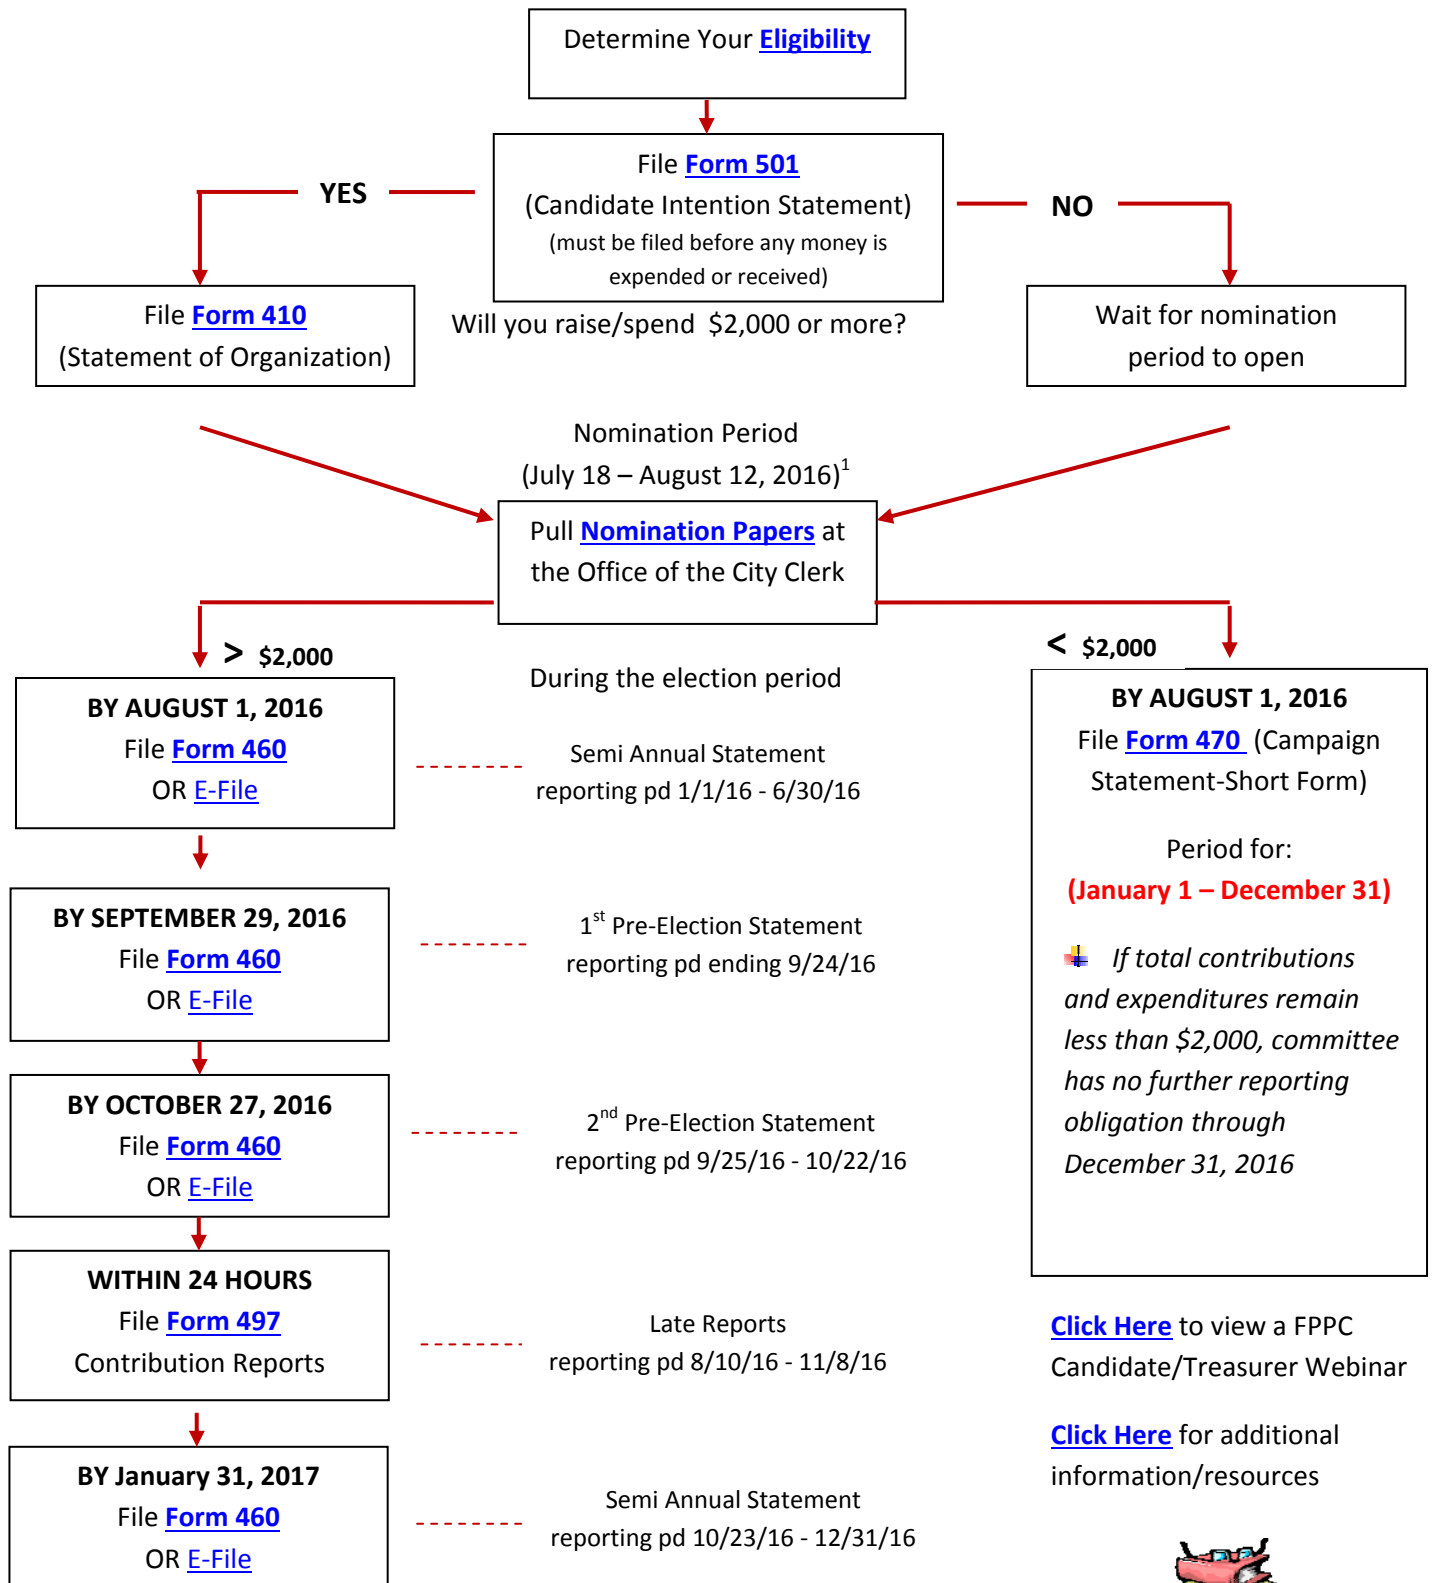 Determine Your Eligibility
File Form 501
(Candidate Intention Statement)
(must be filed before any money is
expended or received)
YES
NO
Will you raise/spend $2,000 or more?
File Form 410
(Statement of Organization)
Wait for nomination
period to open
Nomination Period
(July 18 – August 12, 2016)1
Pull Nomination Papers at
the Office of the City Clerk
> $2,000
< $2,000
During the election period
BY AUGUST 1, 2016
File Form 460
OR E-File
Semi Annual Statement
reporting pd 1/1/16 - 6/30/16
BY SEPTEMBER 29, 2016
File Form 460
OR E-File
1st Pre-Election Statement
reporting pd ending 9/24/16
BY OCTOBER 27, 2016
File Form 460
OR E-File
2nd Pre-Election Statement
reporting pd 9/25/16 - 10/22/16
WITHIN 24 HOURS
File Form 497
Contribution Reports
Late Reports
reporting pd 8/10/16 - 11/8/16
BY January 31, 2017
File Form 460
OR E-File
Semi Annual Statement
reporting pd 10/23/16 - 12/31/16
BY AUGUST 1, 2016
File Form 470 (Campaign
Statement-Short Form)
Period for:
(January 1 – December 31)
If total contributions
and expenditures remain
less than $2,000, committee
has no further reporting
obligation through
December 31, 2016
Click Here to view a FPPC
Candidate/Treasurer Webinar
Click Here for additional
information/resources